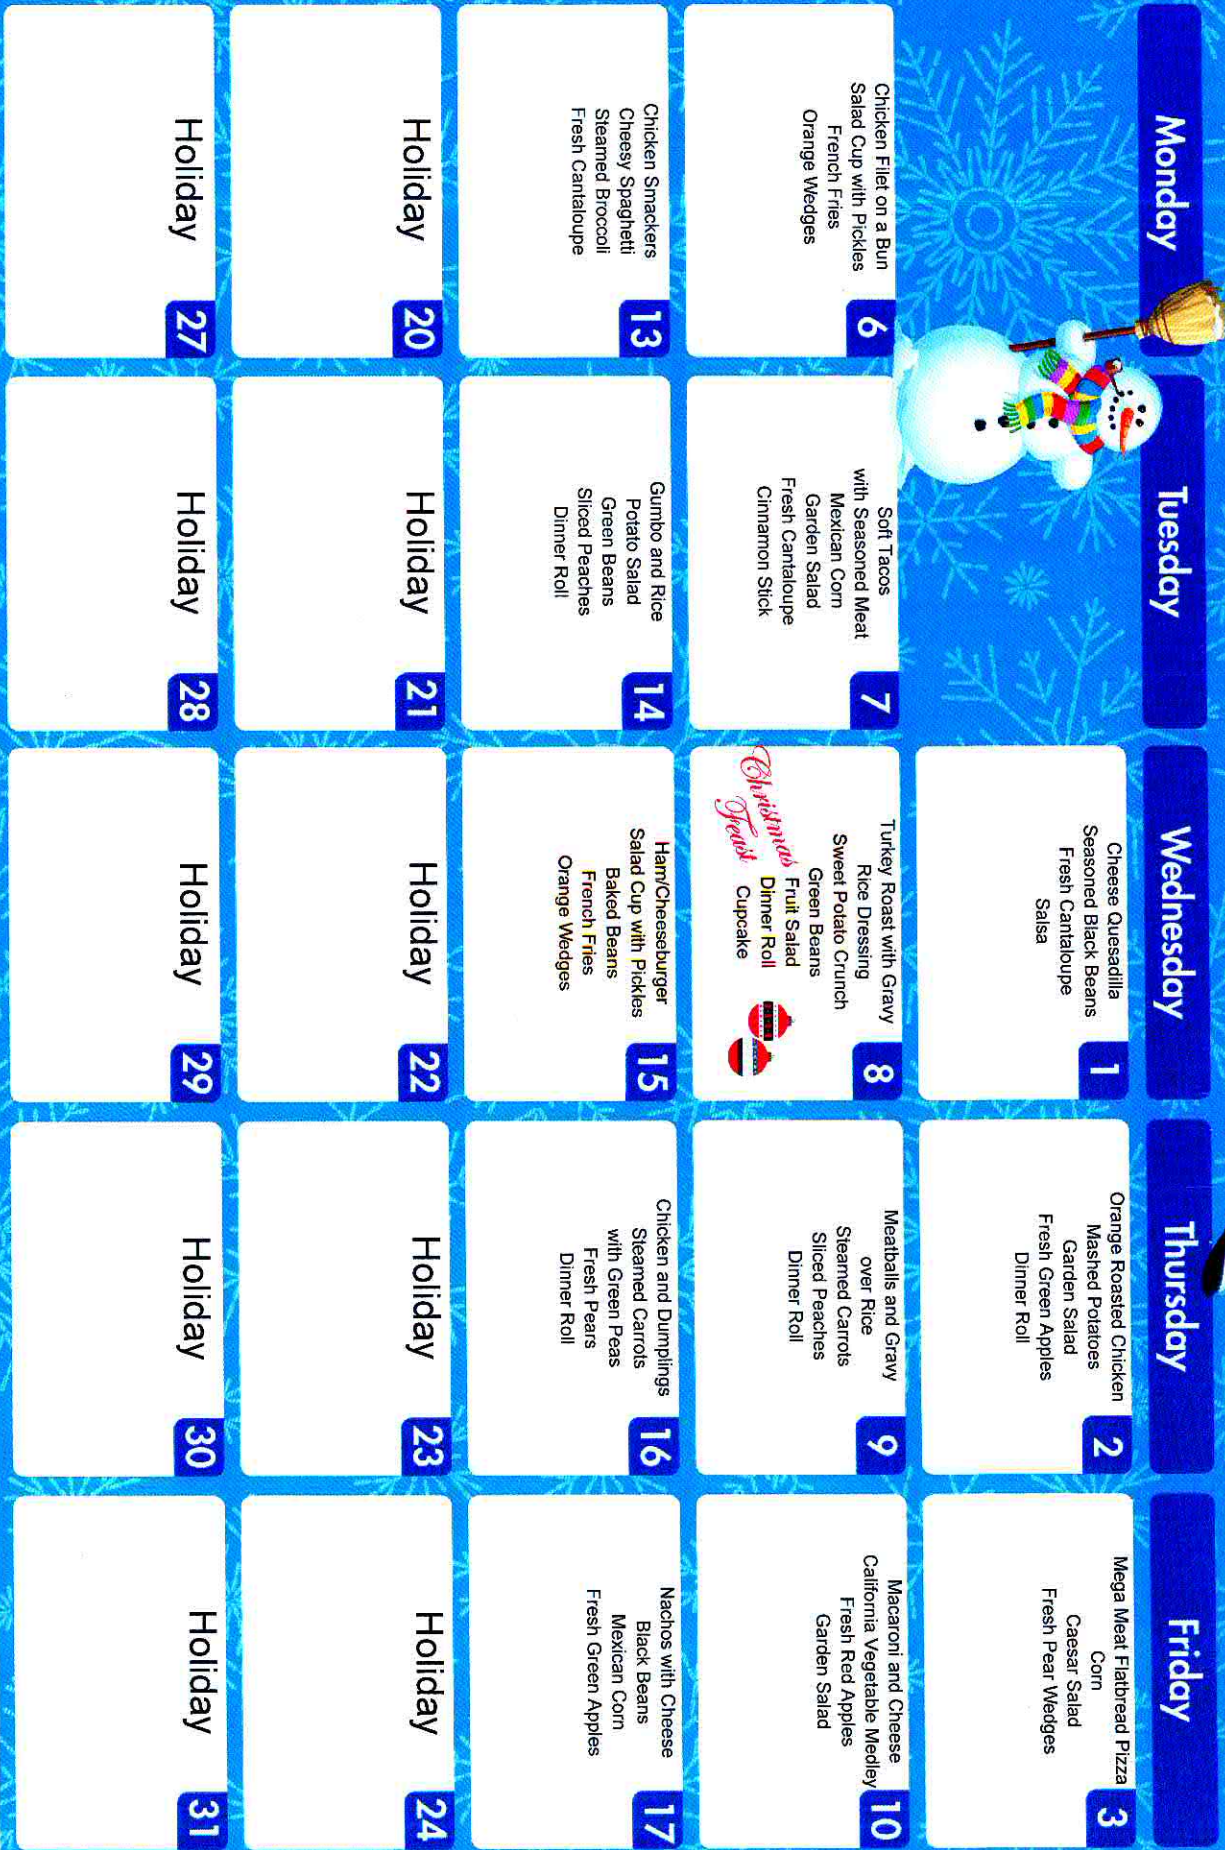 Monday
Tuesday
Wednesday
Thursday
Friday
1
Cheese Quesadilla
Seasoned Black Beans
Fresh Cantaloupe
Salsa
2
Orange Roasted Chicken
Mashed Potatoes
Garden Salad
Fresh Green Apples
Dinner Roll
3
Mega Meat Flatbread Pizza
Corn
Caesar Salad
Fresh Pear Wedges
6
Chicken Filet on a Bun
Salad Cup with Pickles
French Fries
Orange Wedges
7
Soft Tacos
with Seasoned Meat
Mexican Corn
Garden Salad
Fresh Cantaloupe
Cinnamon Stick
8
Turkey Roast with Gravy
Rice Dressing
Sweet Potato Crunch
Green Beans
Fruit Salad
Dinner Roll
Cupcake
Christmas
Feast
9
Meatballs and Gravy
over Rice
Steamed Carrots
Sliced Peaches
Dinner Roll
10
Macaroni and Cheese
California Vegetable Medley
Fresh Red Apples
Garden Salad
13
Chicken Smackers
Cheesy Spaghetti
Steamed Broccoli
Fresh Cantaloupe
14
Gumbo and Rice
Potato Salad
Green Beans
Sliced Peaches
Dinner Roll
15
Ham/Cheeseburger
Salad Cup with Pickles
Baked Beans
French Fries
Orange Wedges
16
Chicken and Dumplings
Steamed Carrots
with Green Peas
Fresh Pears
Dinner Roll
17
Nachos with Cheese
Black Beans
Mexican Corn
Fresh Green Apples
20
Holiday
21
Holiday
22
Holiday
23
Holiday
24
Holiday
27
Holiday
28
Holiday
29
Holiday
30
Holiday
31
Holiday